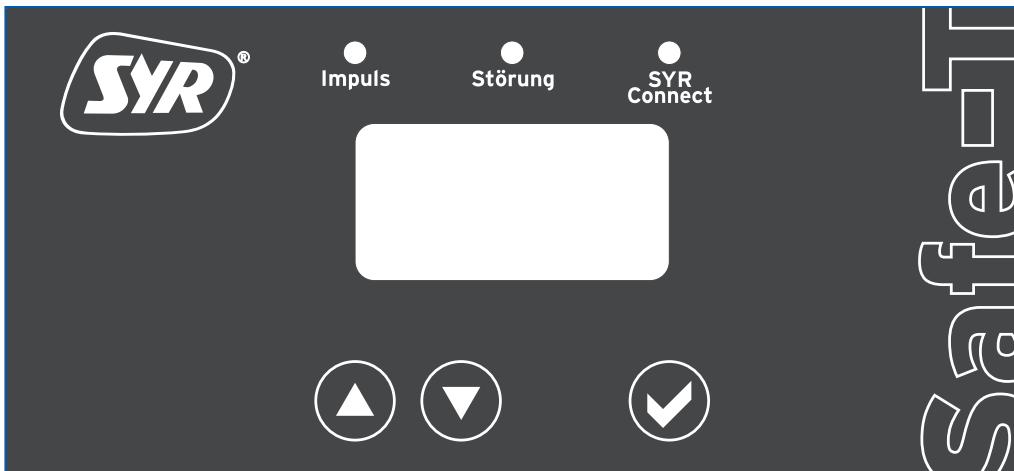 SYR®
Impuls
Störung
SYR
Connect
Safe-T